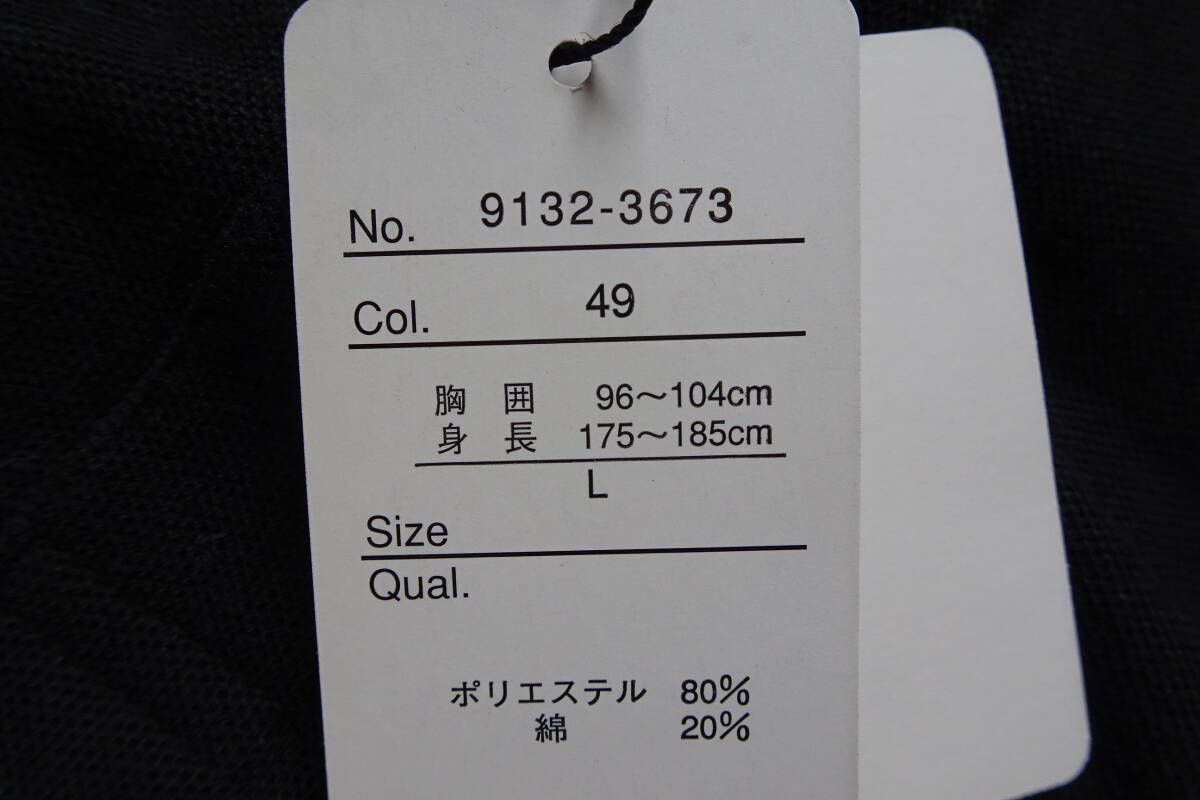 No. 9132-3673
Col. 49
胸 囲 96～104cm
身 長 175～185cm
L
Size
Qual.
ポリエステル 80%
綿 20%